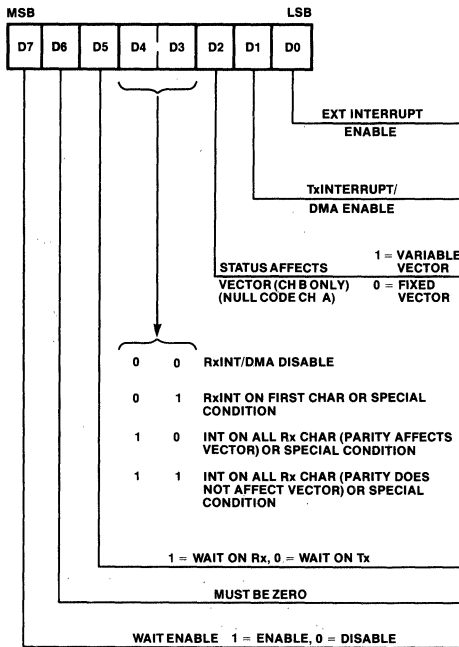 MSB LSB
D7 D6 D5 D4 D3 D2 D1 D0
EXT INTERRUPT
ENABLE
TxINTERRUPT/
DMA ENABLE
STATUS AFFECTS
VECTOR (CH B ONLY)
(NULL CODE CH A)
1 = VARIABLE
VECTOR
0 = FIXED
VECTOR
0 0 RxINT/DMA DISABLE
0 1 RxINT ON FIRST CHAR OR SPECIAL
CONDITION
1 0 INT ON ALL Rx CHAR (PARITY AFFECTS
VECTOR) OR SPECIAL CONDITION
1 1 INT ON ALL Rx CHAR (PARITY DOES
NOT AFFECT VECTOR) OR SPECIAL
CONDITION
1 = WAIT ON Rx, 0 = WAIT ON Tx
MUST BE ZERO
WAIT ENABLE 1 = ENABLE, 0 = DISABLE